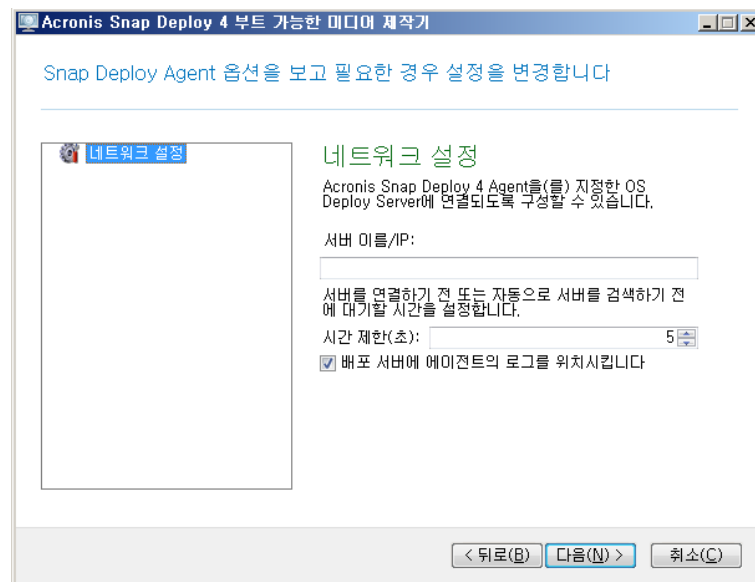 Acronis Snap Deploy 4 부트 가능한 미디어 제작기
Snap Deploy Agent 옵션을 보고 필요한 경우 설정을 변경합니다
네트워크 설정
네트워크 설정
Acronis Snap Deploy 4 Agent을(를) 지정한 OS
Deploy Server에 연결되도록 구성할 수 있습니다.
서버 이름/IP:
서버를 연결하기 전 또는 자동으로 서버를 검색하기 전
에 대기할 시간을 설정합니다.
시간 제한(초): 5
배포 서버에 에이전트의 로그를 위치시킵니다
< 뒤로(B) 다음(N) > 취소(C)